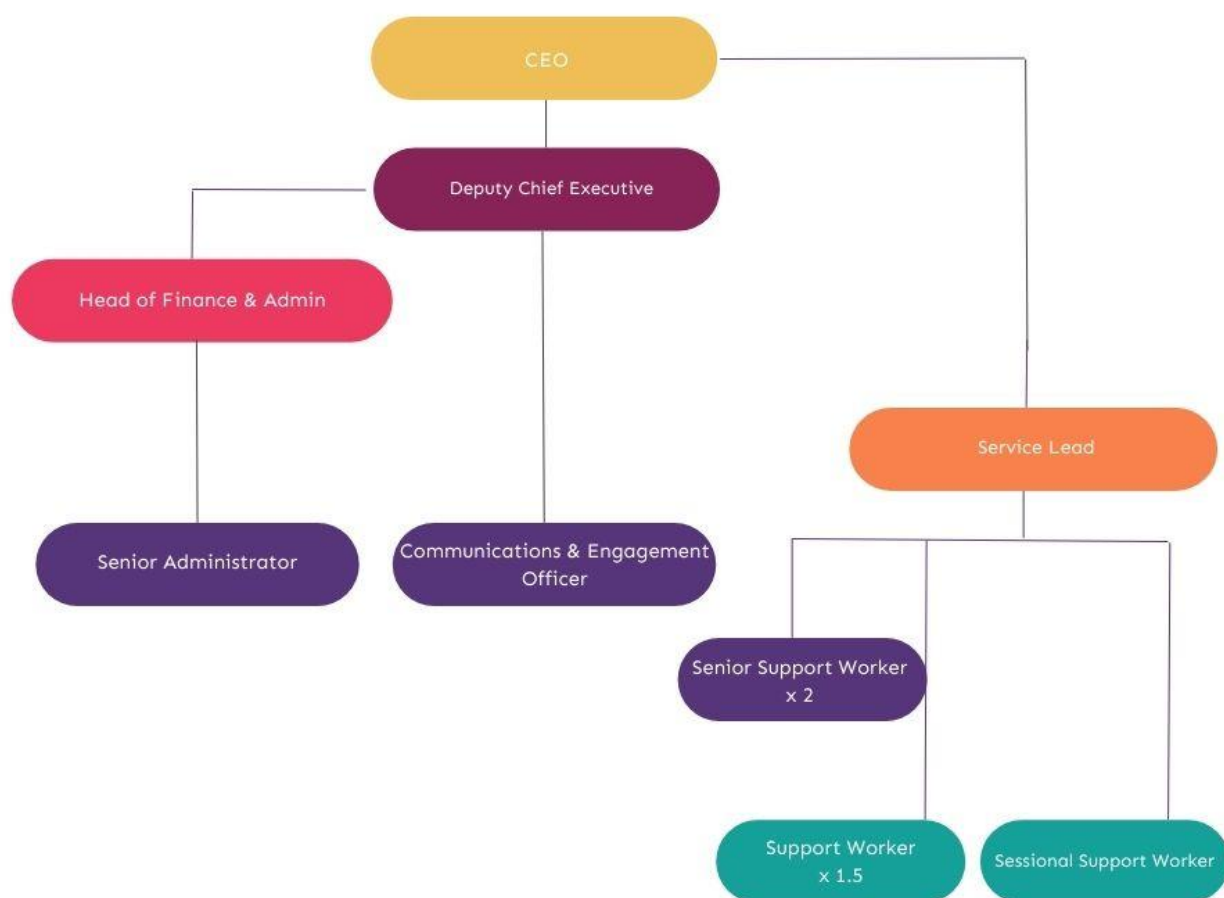 CEO
Deputy Chief Executive
Head of Finance & Admin
Service Lead
Senior Administrator
Communications & Engagement
Officer
Senior Support Worker
x 2
Support Worker
x 1.5
Sessional Support Worker